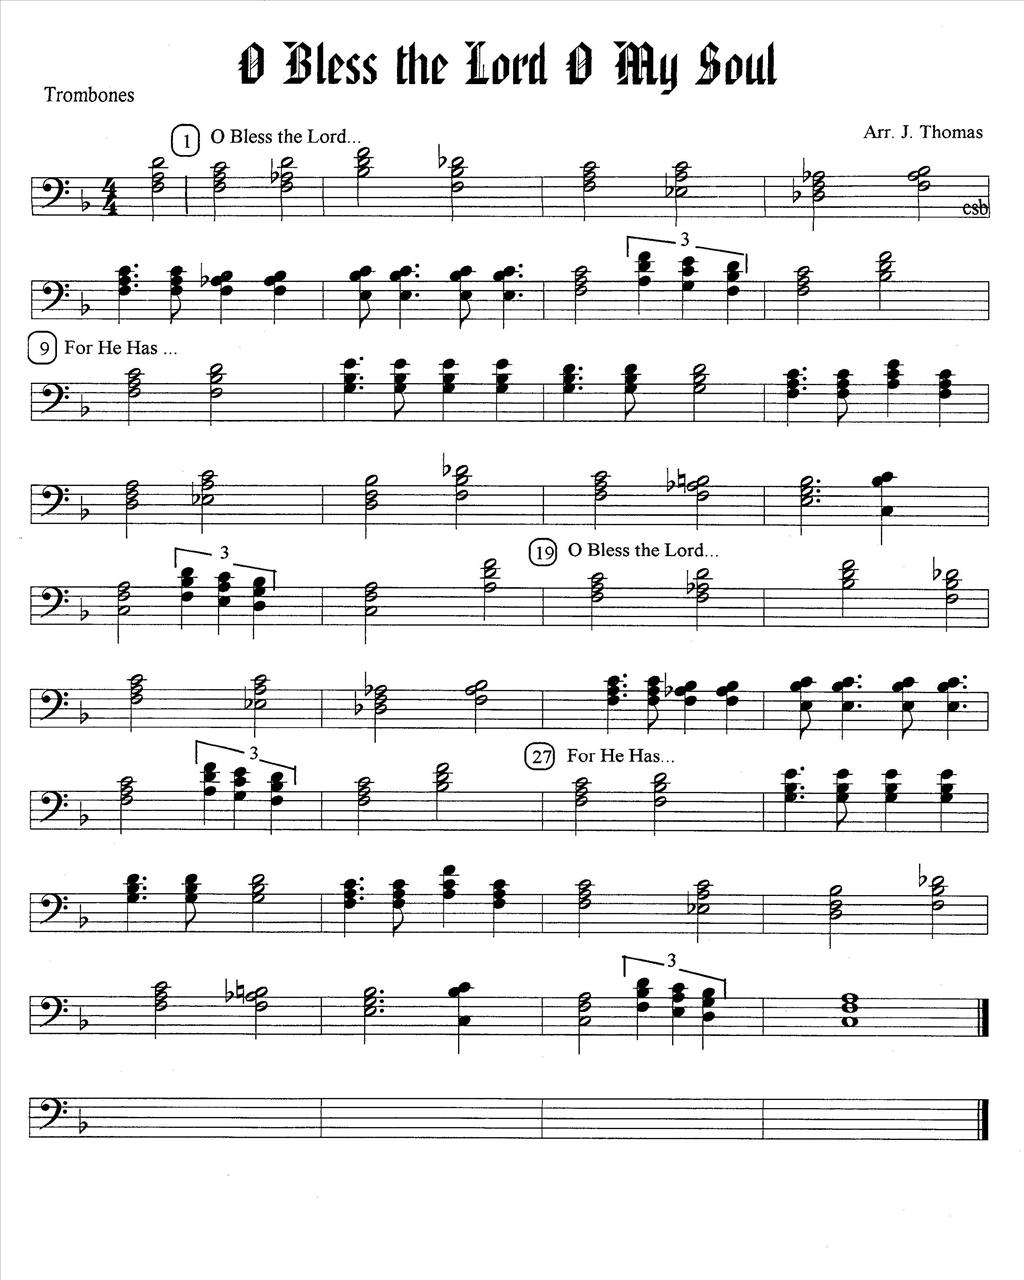 O Bless the Lord O My Soul
Trombones
1 O Bless the Lord...
Arr. J. Thomas
4
4
csb
3
9 For He Has ...
3
19 O Bless the Lord...
3
27 For He Has...
3